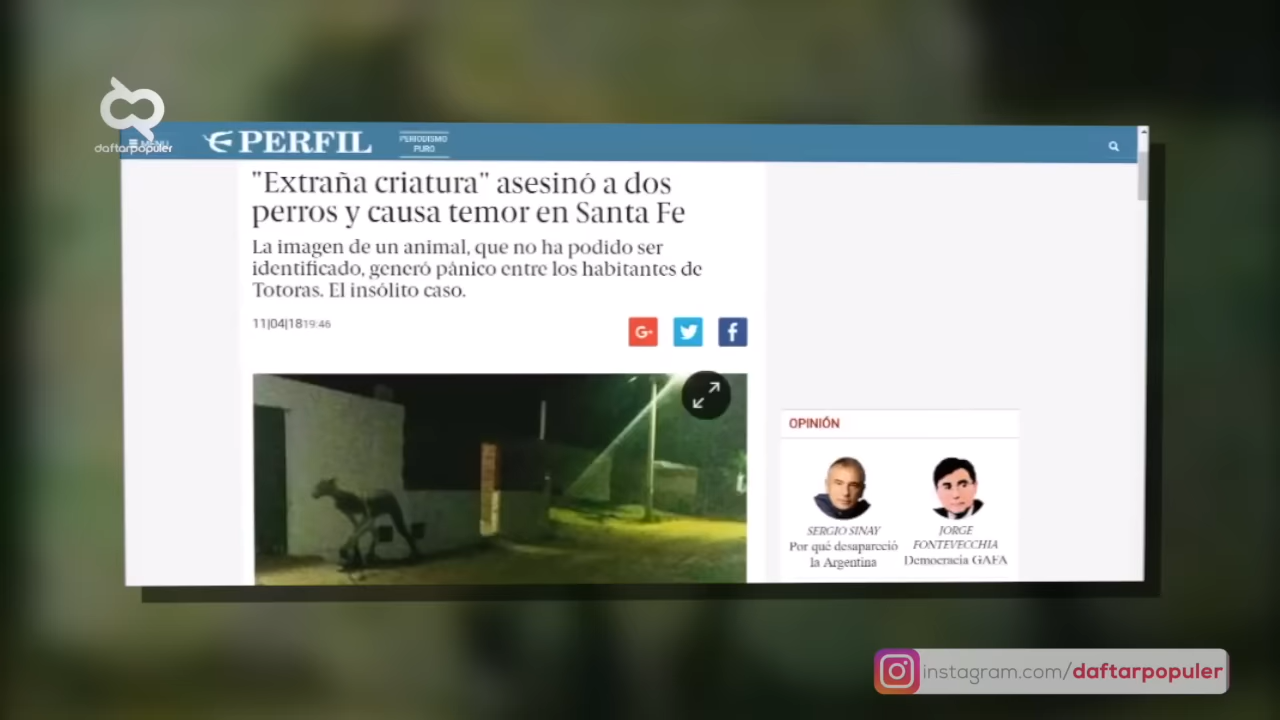 daftarpopuler
MENU
PERFIL
PERIODISMO
PURO
"Extraña criatura" asesinó a dos
perros y causa temor en Santa Fe
La imagen de un animal, que no ha podido ser
identificado, generó pánico entre los habitantes de
Totoras. El insólito caso.
11|04|18 19:46
G+
OPINIÓN
SERGIO SINAY
Por qué desapareció
la Argentina
JORGE
FONTEVECCHIA
Democracia GAFA
instagram.com/daftarpopuler